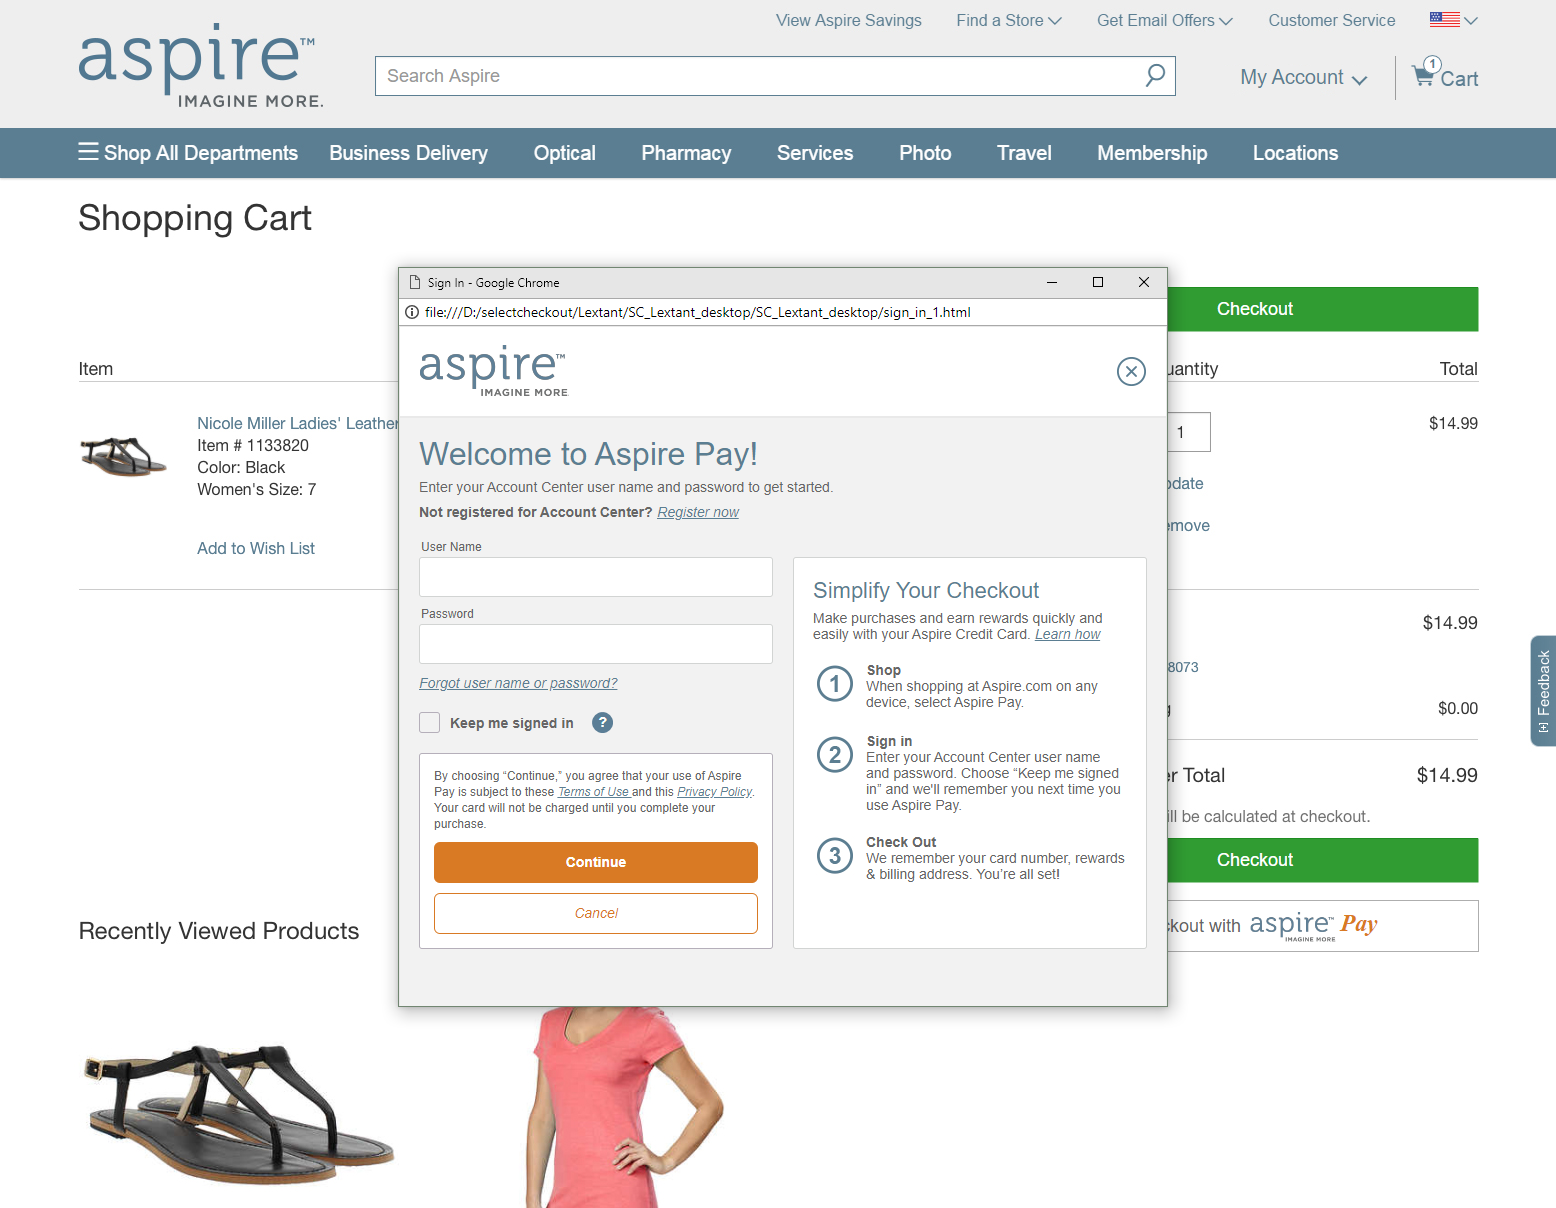 View Aspire Savings
Find a Store
Get Email Offers
Customer Service
aspire™
IMAGINE MORE.
Search Aspire
My Account
1
Cart
Shop All Departments
Business Delivery
Optical
Pharmacy
Services
Photo
Travel
Membership
Locations
Shopping Cart
Sign In - Google Chrome
file:///D:/selectcheckout/Lextant/SC_Lextant_desktop/SC_Lextant_desktop/sign_in_1.html
aspire™
IMAGINE MORE.
Welcome to Aspire Pay!
Enter your Account Center user name and password to get started.
Not registered for Account Center? Register now
User Name
Password
Forgot user name or password?
Keep me signed in ?
By choosing “Continue,” you agree that your use of Aspire
Pay is subject to these Terms of Use and this Privacy Policy.
Your card will not be charged until you complete your
purchase.
Continue
Cancel
Simplify Your Checkout
Make purchases and earn rewards quickly and
easily with your Aspire Credit Card. Learn how
1
Shop
When shopping at Aspire.com on any
device, select Aspire Pay.
2
Sign in
Enter your Account Center user name
and password. Choose “Keep me signed
in” and we'll remember you next time you
use Aspire Pay.
3
Check Out
We remember your card number, rewards
& billing address. You’re all set!
Checkout
Item
uantity
Total
Nicole Miller Ladies' Leather
Item # 1133820
Color: Black
Women's Size: 7
Add to Wish List
1
$14.99
date
move
$14.99
8073
g
$0.00
er Total
$14.99
ill be calculated at checkout.
Checkout
kout with aspire™ Pay
IMAGINE MORE
Feedback
Recently Viewed Products